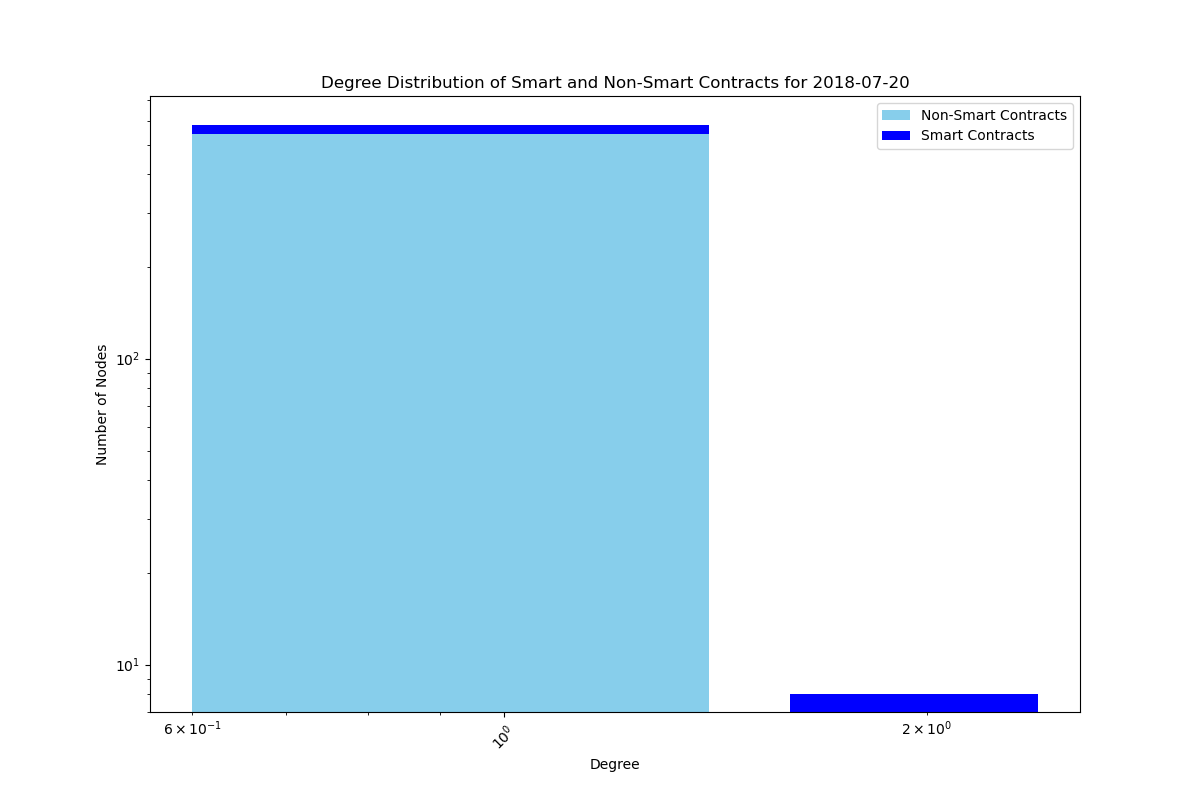 Degree Distribution of Smart and Non-Smart Contracts for 2018-07-20
Non-Smart Contracts
Smart Contracts
Number of Nodes
10²
10¹
6 × 10⁻¹
10⁰
2 × 10⁰
Degree